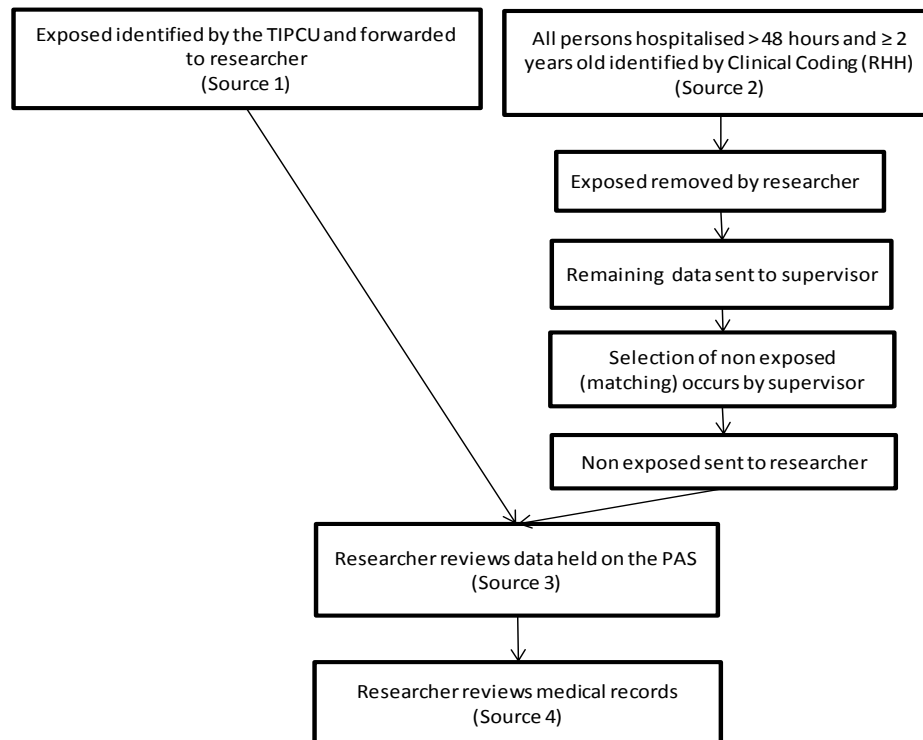 Exposed identified by the TIPCU and forwarded
to researcher
(Source 1)
All persons hospitalised >48 hours and ≥ 2
years old identified by Clinical Coding (RHH)
(Source 2)
Exposed removed by researcher
Remaining data sent to supervisor
Selection of non exposed
(matching) occurs by supervisor
Non exposed sent to researcher
Researcher reviews data held on the PAS
(Source 3)
Researcher reviews medical records
(Source 4)